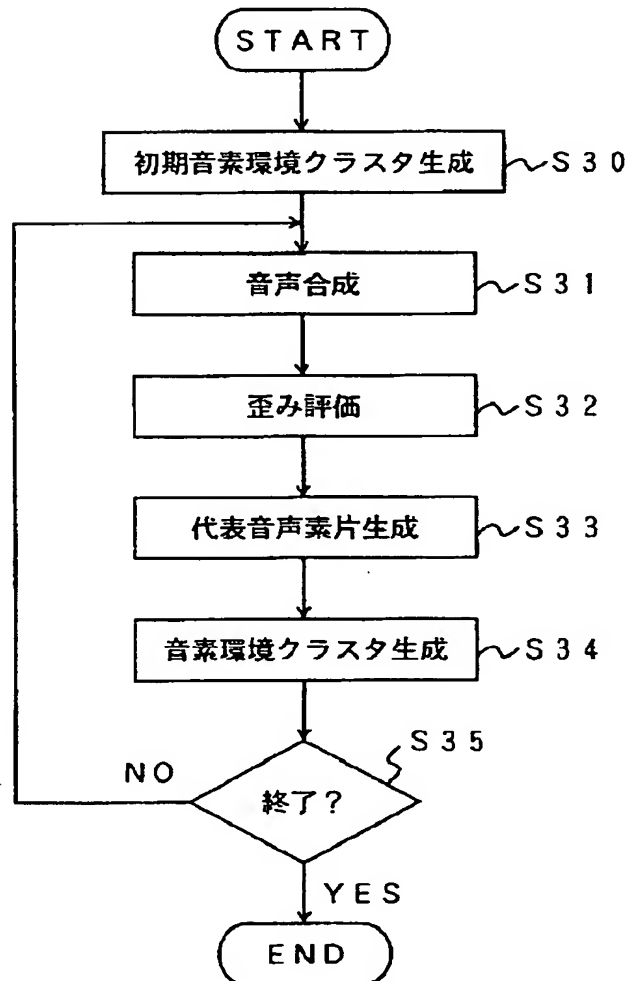 START
初期音素環境クラスタ生成 S30
音声合成 S31
歪み評価 S32
代表音声素片生成 S33
音素環境クラスタ生成 S34
S35
NO
終了?
YES
END